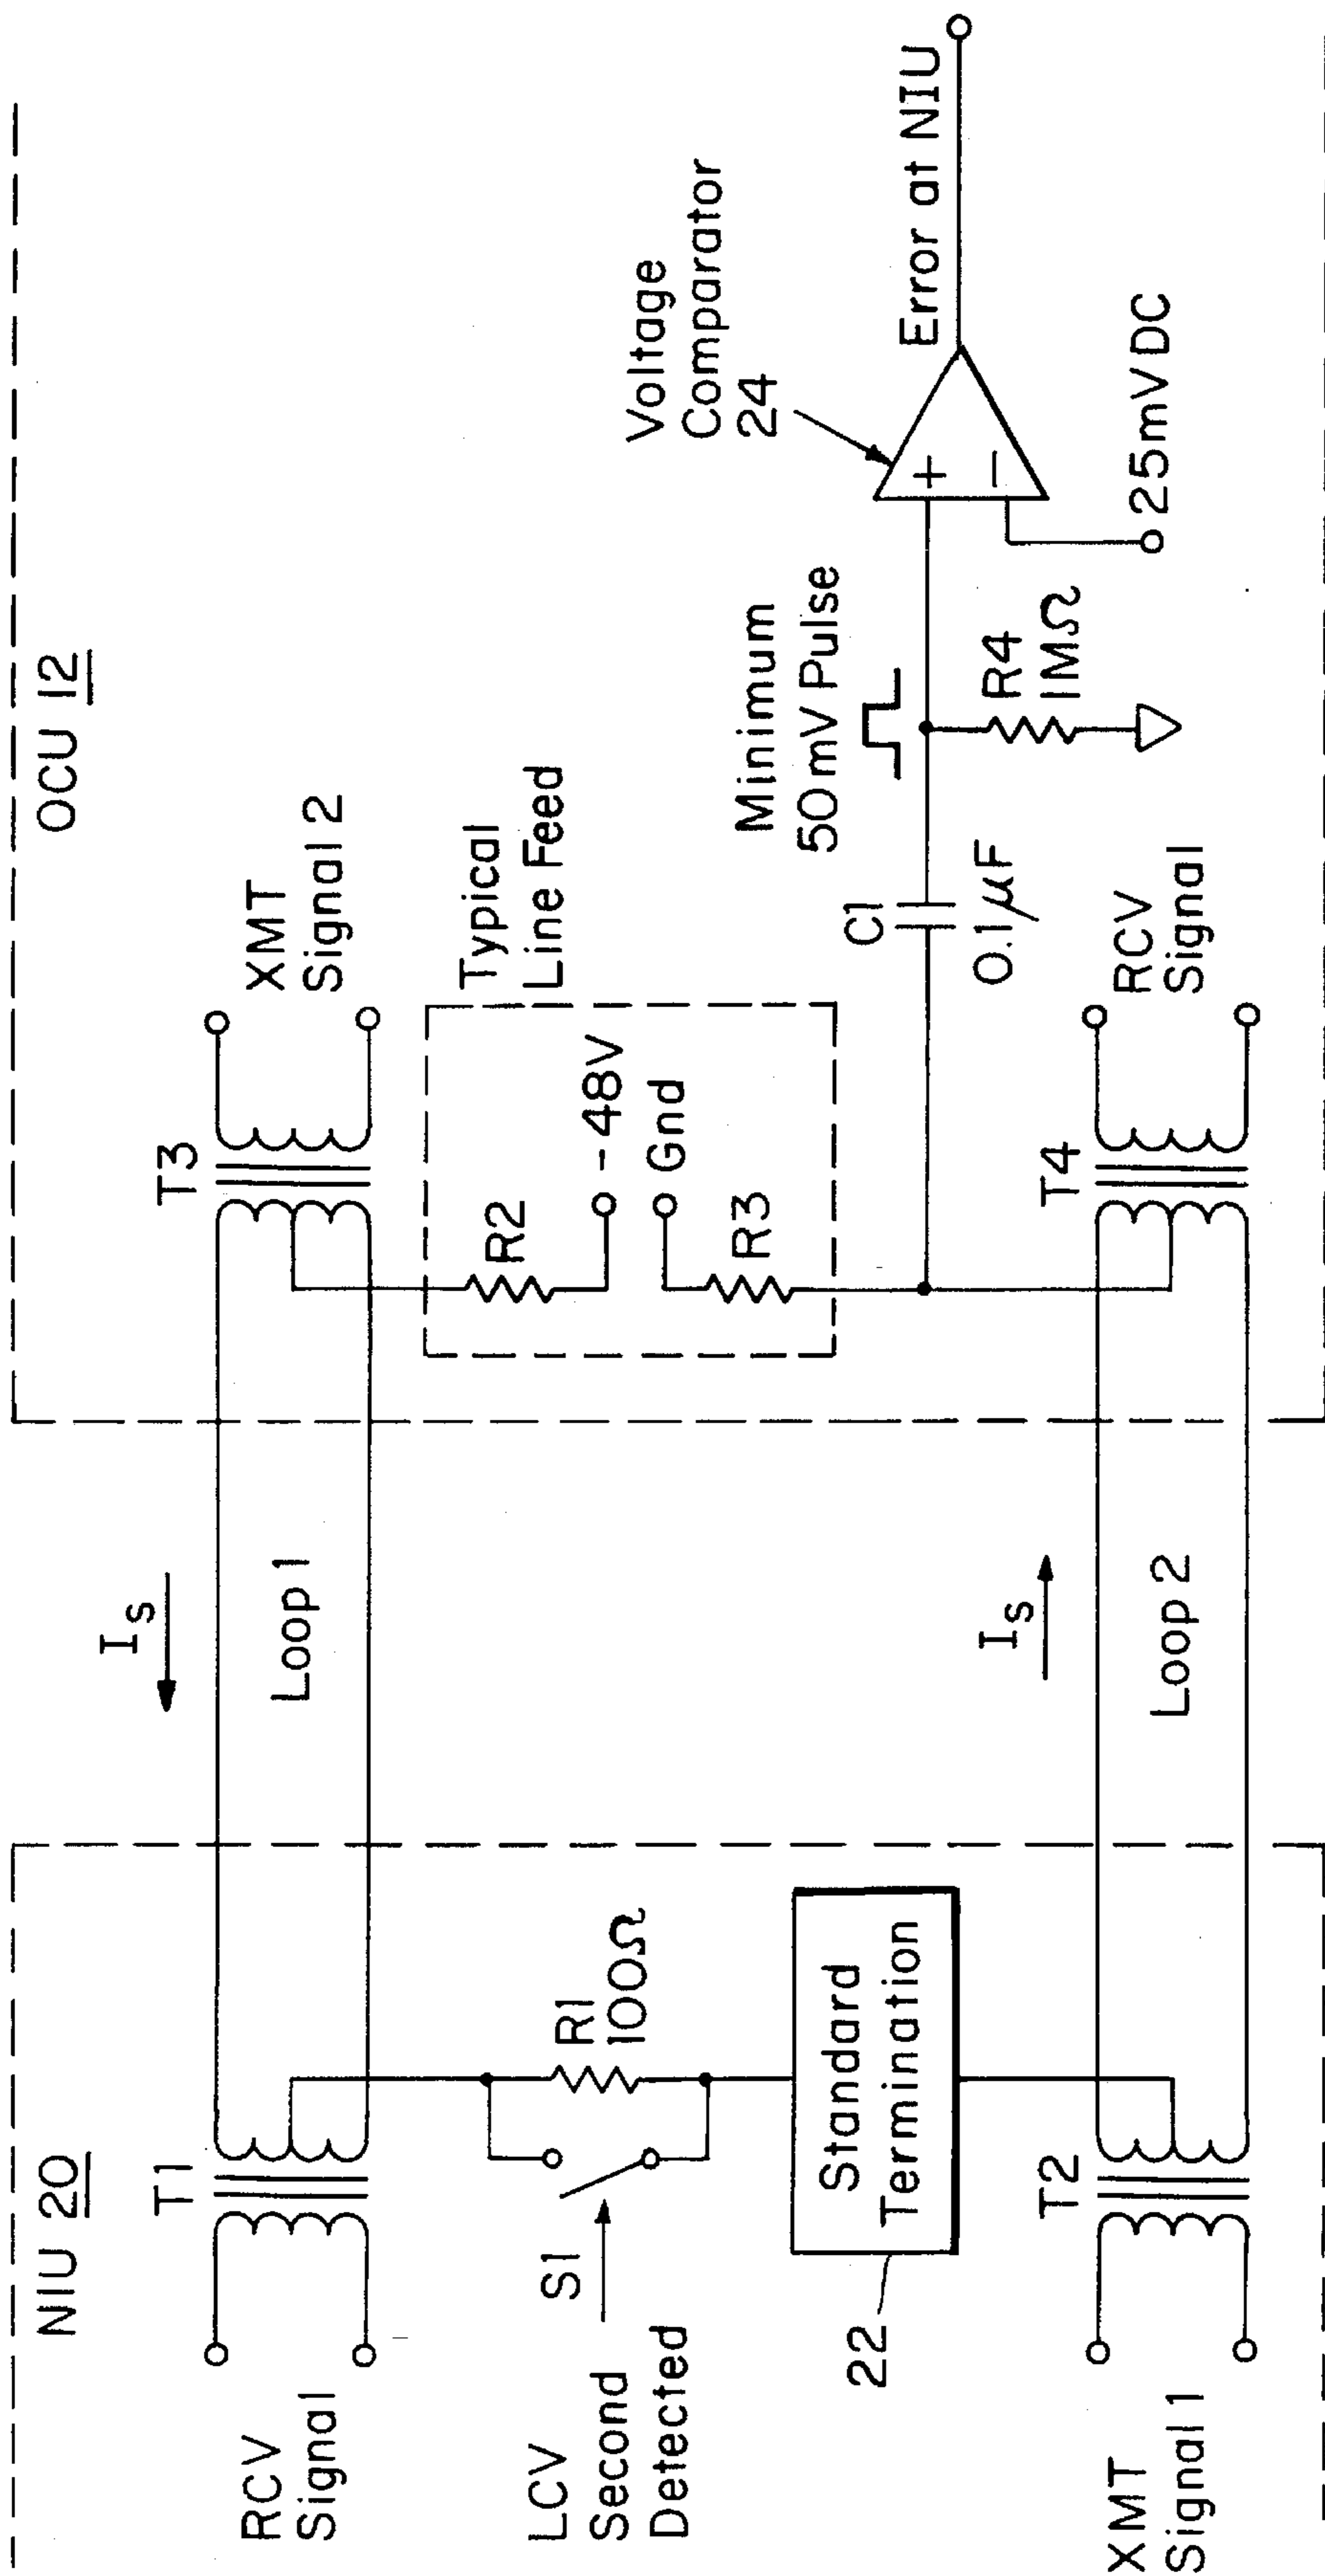 NIU 20
OCU 12
T1
RCV
Signal
I_s
Loop 1
T3
XMT
Signal 2
LCV
Second
Detected
S1
R1
100Ω
Typical
Line Feed
R2
-48V
Gnd
R3
22
Standard
Termination
C1
0.1µF
Minimum
50mV Pulse
R4
1MΩ
Voltage
Comparator
24
+
−
25mVDC
Error at NIU
XMT
Signal 1
T2
I_s
Loop 2
T4
RCV
Signal